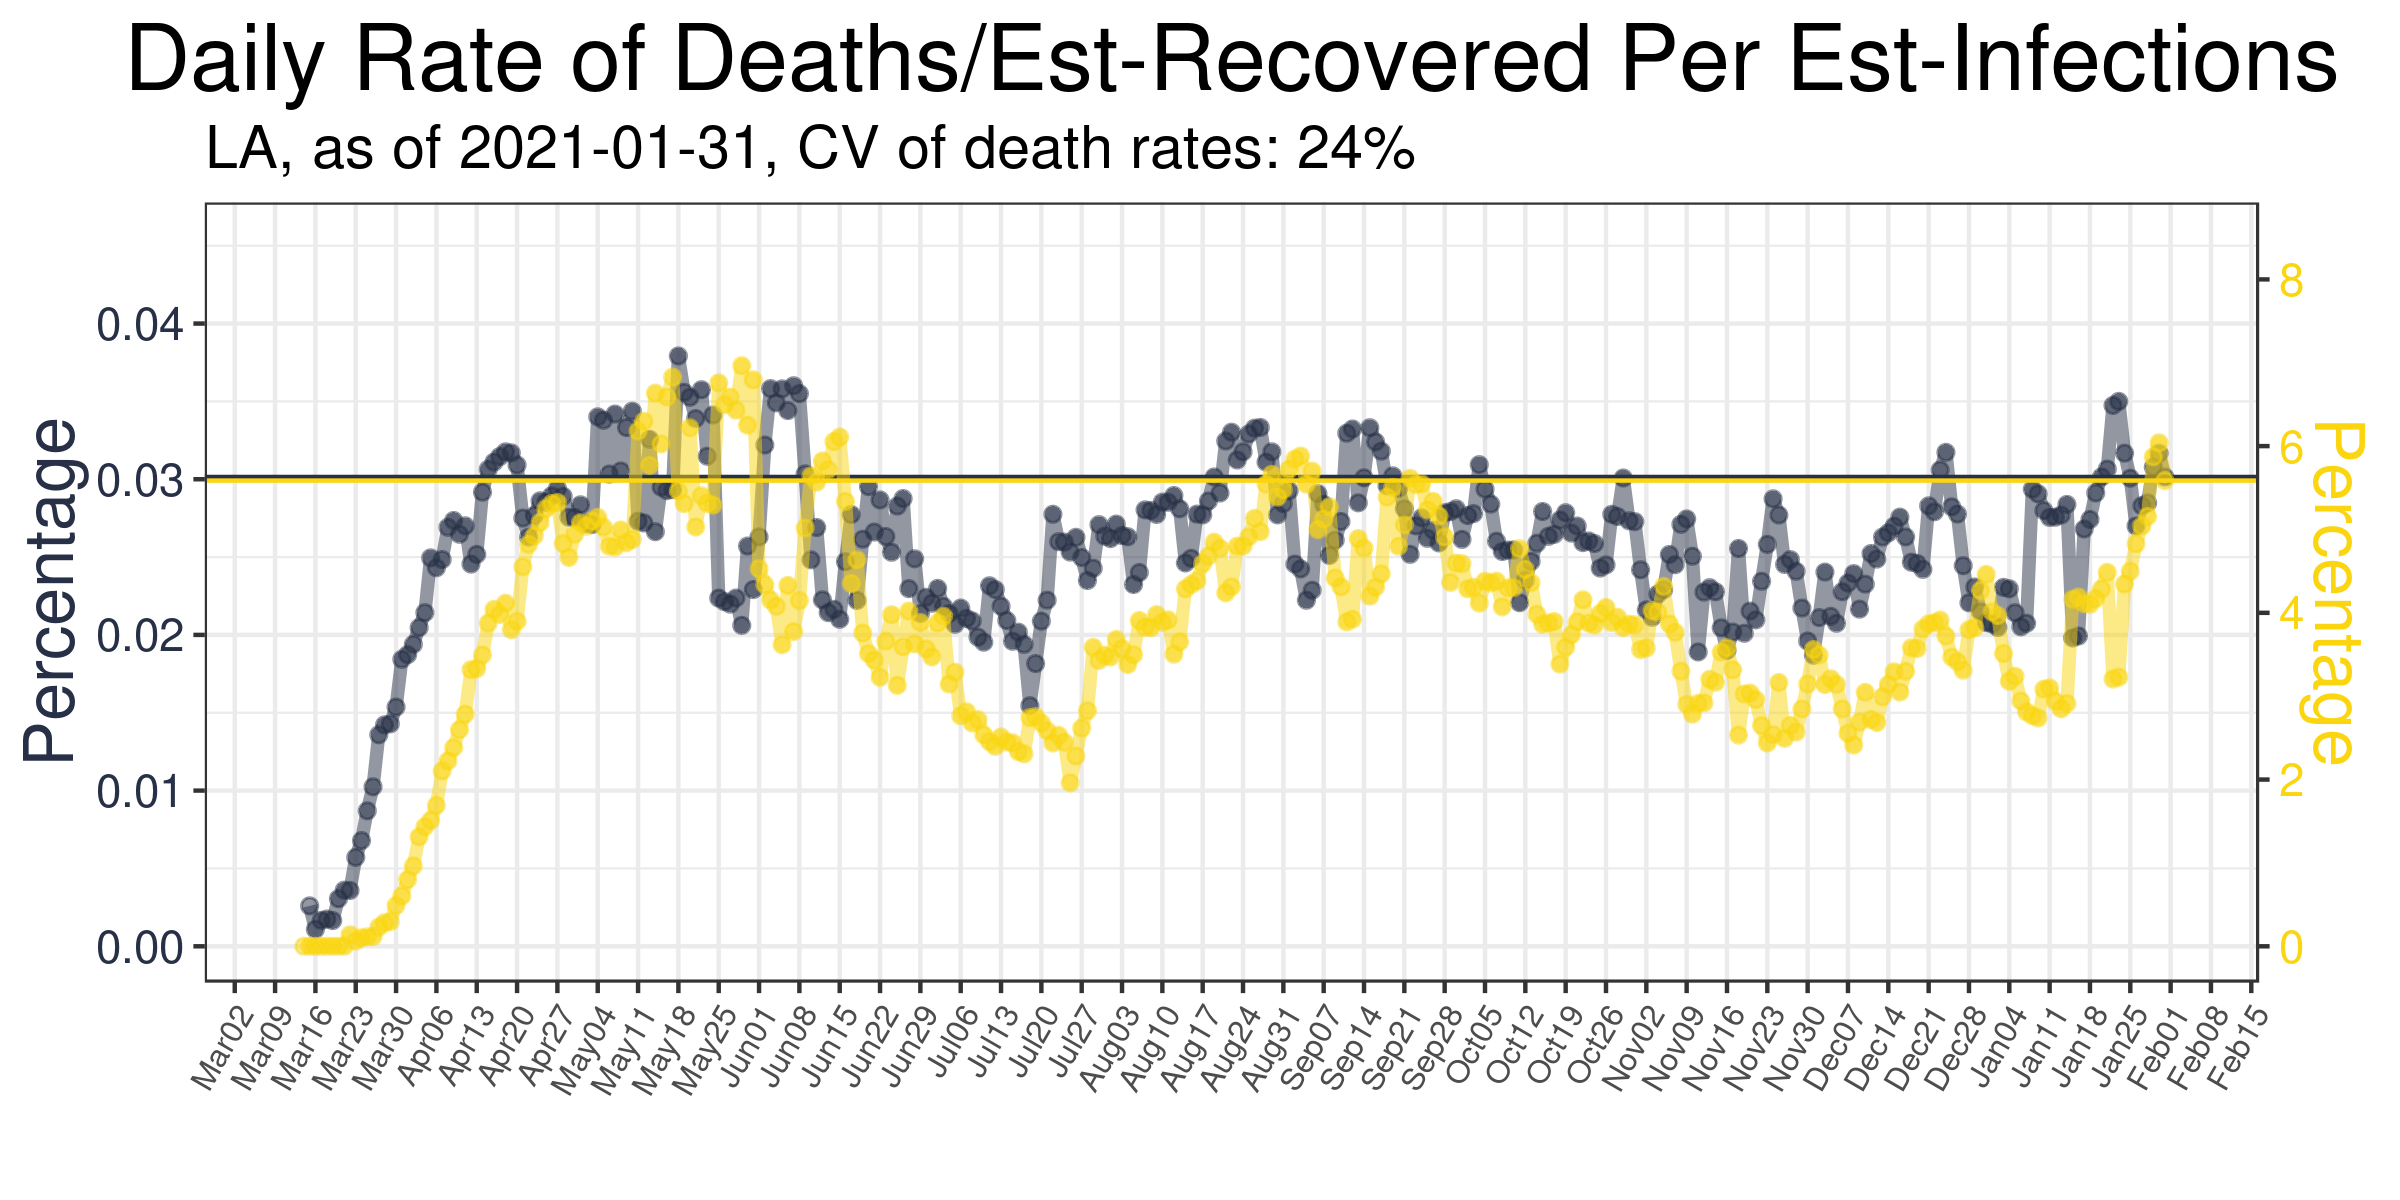 Daily Rate of Deaths/Est-Recovered Per Est-Infections
LA, as of 2021-01-31, CV of death rates: 24%
Percentage
0.04
0.03
0.02
0.01
0.00
8
6
4
2
0
Percentage
Mar02
Mar09
Mar16
Mar23
Mar30
Apr06
Apr13
Apr20
Apr27
May04
May11
May18
May25
Jun01
Jun08
Jun15
Jun22
Jun29
Jul06
Jul13
Jul20
Jul27
Aug03
Aug10
Aug17
Aug24
Aug31
Sep07
Sep14
Sep21
Sep28
Oct05
Oct12
Oct19
Oct26
Nov02
Nov09
Nov16
Nov23
Nov30
Dec07
Dec14
Dec21
Dec28
Jan04
Jan11
Jan18
Jan25
Feb01
Feb08
Feb15